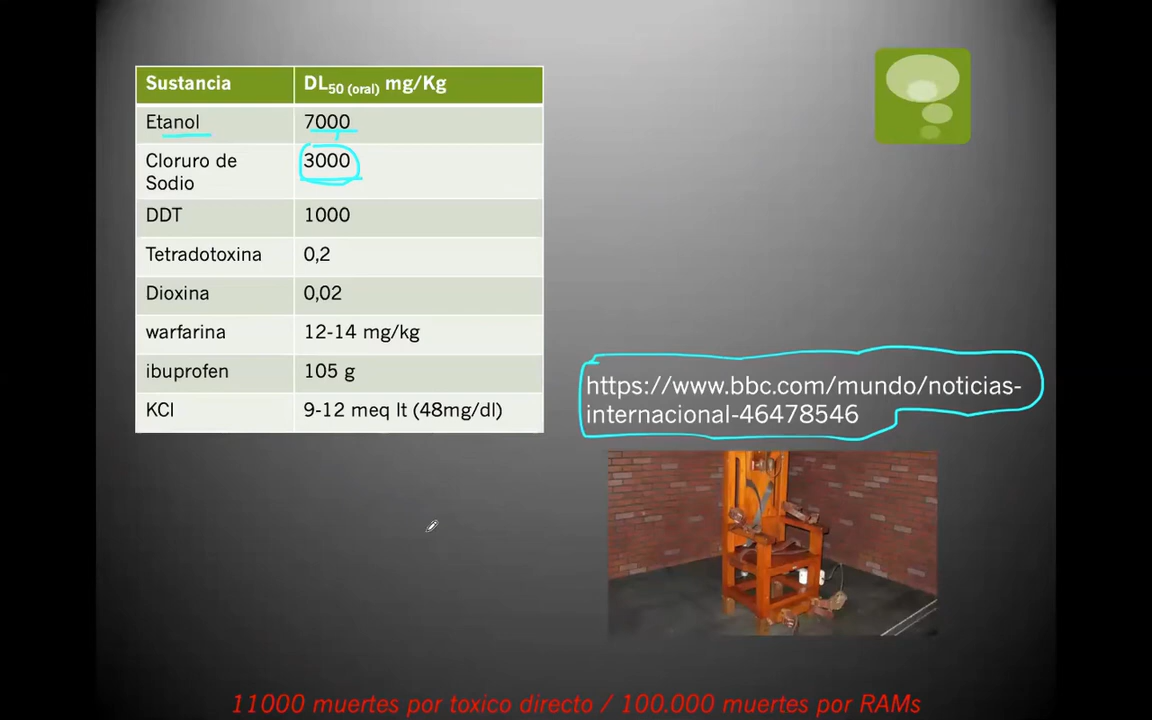 Sustancia DL50 (oral) mg/Kg
Etanol 7000
Cloruro de 3000
Sodio
DDT 1000
Tetradotoxina 0,2
Dioxina 0,02
warfarina 12-14 mg/kg
ibuprofen 105 g
KCl 9-12 meq lt (48mg/dl)
https://www.bbc.com/mundo/noticias-
internacional-46478546
11000 muertes por toxico directo / 100.000 muertes por RAMs